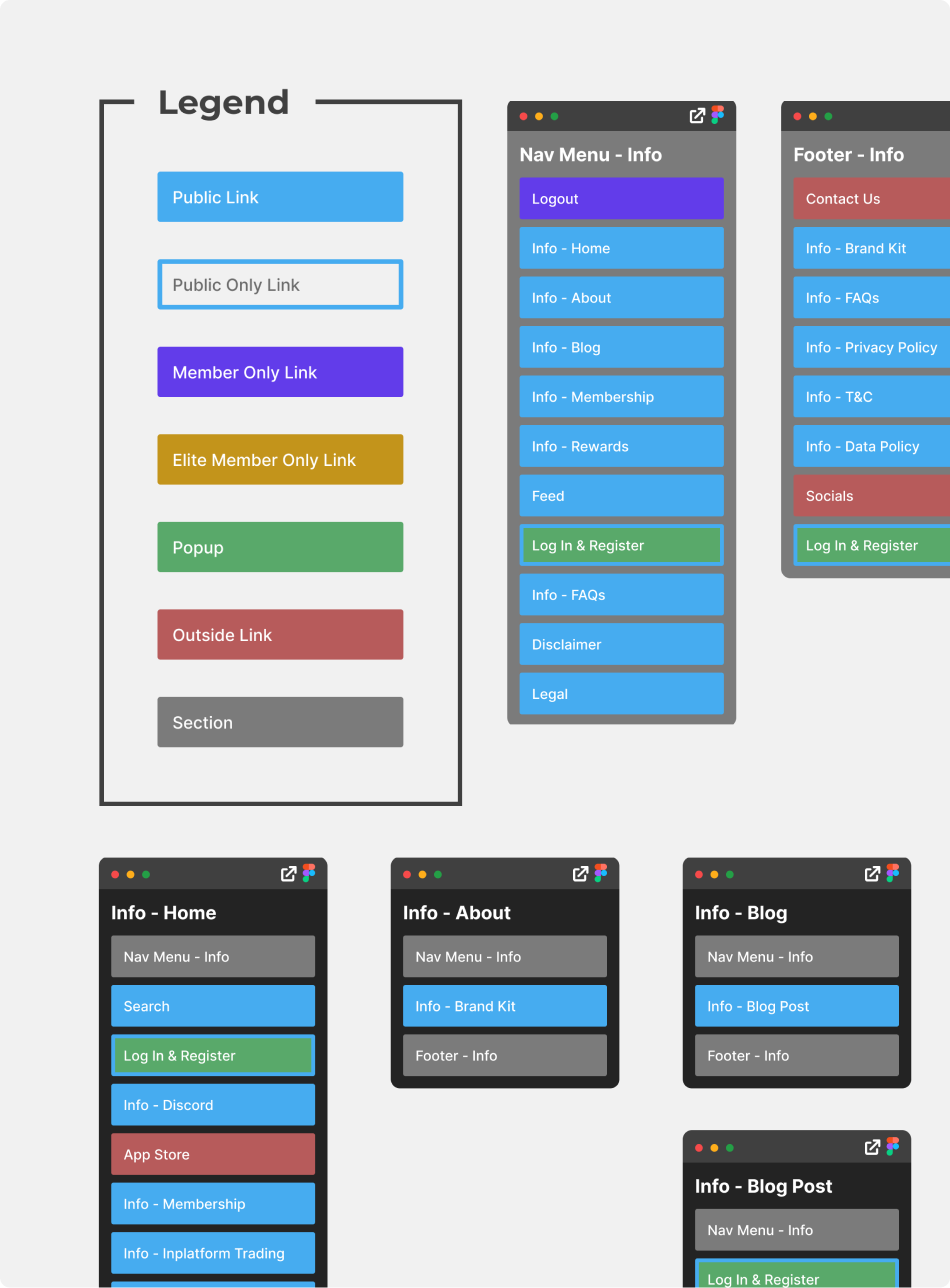 Legend
Public Link
Public Only Link
Member Only Link
Elite Member Only Link
Popup
Outside Link
Section
Nav Menu - Info
Logout
Info - Home
Info - About
Info - Blog
Info - Membership
Info - Rewards
Feed
Log In & Register
Info - FAQs
Disclaimer
Legal
Footer - Info
Contact Us
Info - Brand Kit
Info - FAQs
Info - Privacy Policy
Info - T&C
Info - Data Policy
Socials
Log In & Register
Info - Home
Nav Menu - Info
Search
Log In & Register
Info - Discord
App Store
Info - Membership
Info - Inplatform Trading
Info - About
Nav Menu - Info
Info - Brand Kit
Footer - Info
Info - Blog
Nav Menu - Info
Info - Blog Post
Footer - Info
Info - Blog Post
Nav Menu - Info
Log In & Register